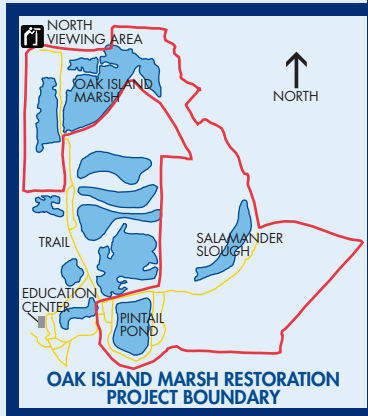 NORTH
VIEWING AREA
OAK ISLAND
MARSH
NORTH
TRAIL
SALAMANDER
SLOUGH
EDUCATION
CENTER
PINTAIL
POND
OAK ISLAND MARSH RESTORATION
PROJECT BOUNDARY